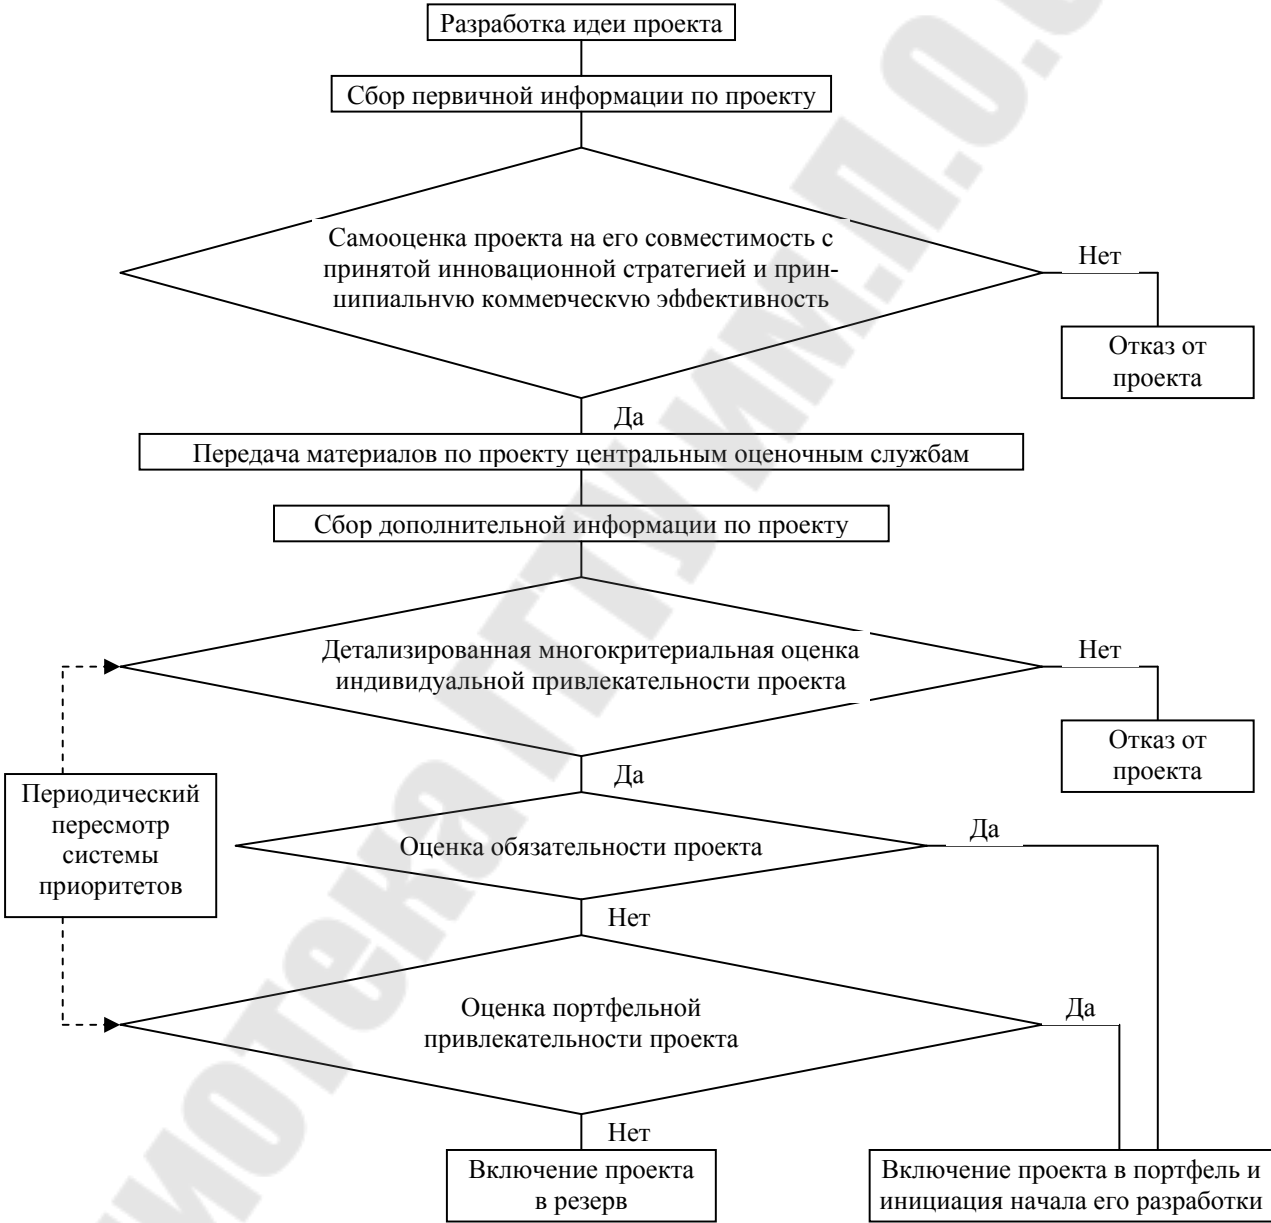 Разработка идеи проекта
Сбор первичной информации по проекту
Самооценка проекта на его совместимость с
принятой инновационной стратегией и прин-
ципиальную коммерческую эффективность
Нет
Отказ от
проекта
Да
Передача материалов по проекту центральным оценочным службам
Сбор дополнительной информации по проекту
Детализированная многокритериальная оценка
индивидуальной привлекательности проекта
Нет
Отказ от
проекта
Да
Периодический
пересмотр
системы
приоритетов
Оценка обязательности проекта
Да
Нет
Оценка портфельной
привлекательности проекта
Да
Нет
Включение проекта
в резерв
Включение проекта в портфель и
инициация начала его разработки
ГГТУ им.П.О.